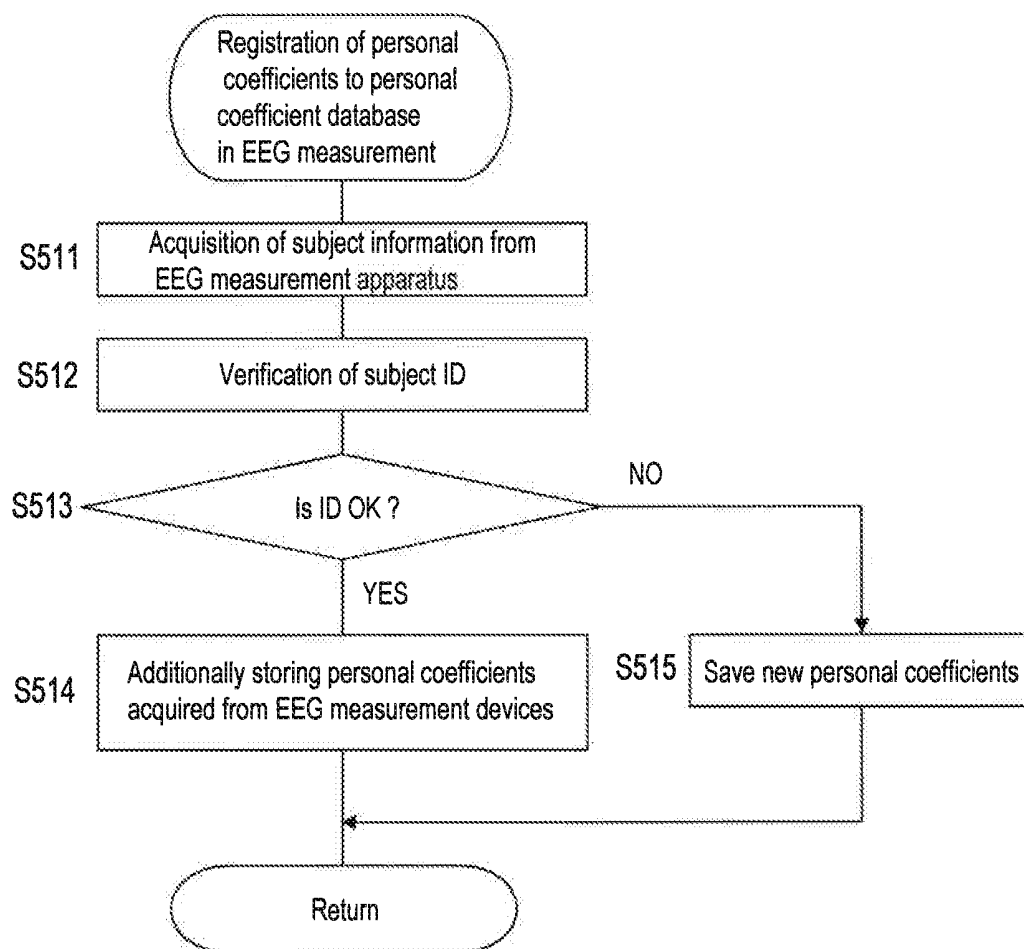 Registration of personal
coefficients to personal
coefficient database
in EEG measurement
S511
Acquisition of subject information from
EEG measurement apparatus
S512
Verification of subject ID
S513
Is ID OK ?
NO
YES
S514
Additionally storing personal coefficients
acquired from EEG measurement devices
S515
Save new personal coefficients
Return